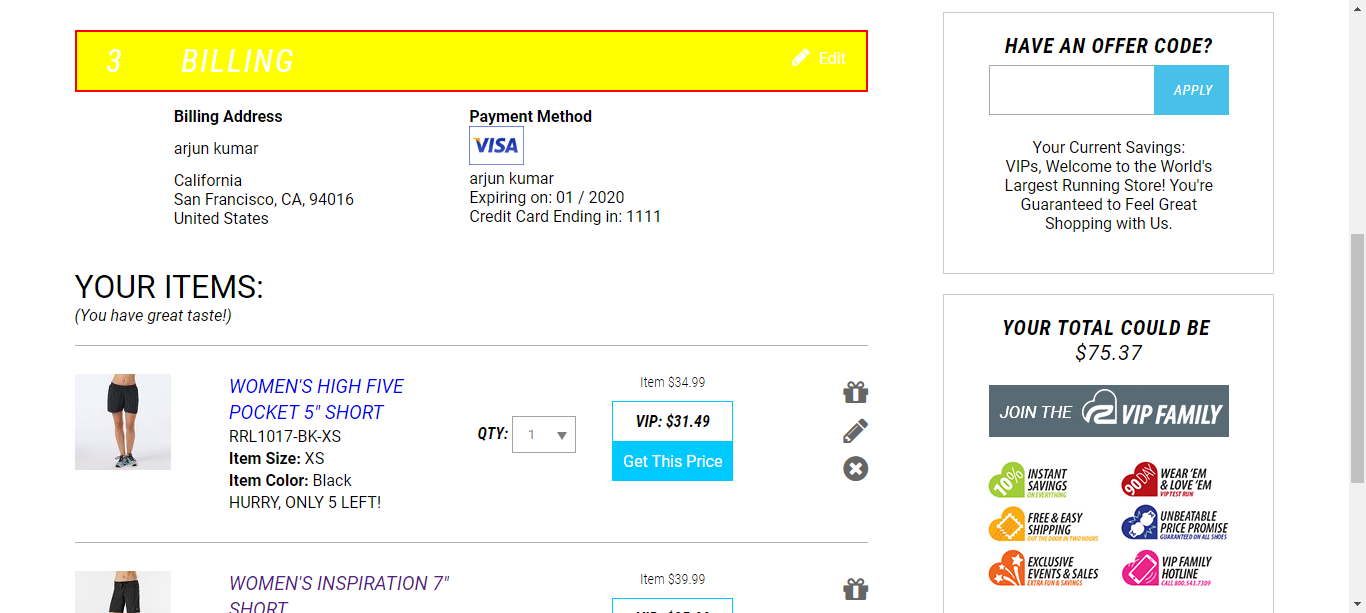 3 BILLING Edit
Billing Address
arjun kumar
California
San Francisco, CA, 94016
United States
Payment Method
VISA
arjun kumar
Expiring on: 01 / 2020
Credit Card Ending in: 1111
YOUR ITEMS:
(You have great taste!)
WOMEN'S HIGH FIVE
POCKET 5" SHORT
RRL1017-BK-XS
Item Size: XS
Item Color: Black
HURRY, ONLY 5 LEFT!
QTY: 1
Item $34.99
VIP: $31.49
Get This Price
WOMEN'S INSPIRATION 7"
SHORT
Item $39.99
HAVE AN OFFER CODE?
APPLY
Your Current Savings:
VIPs, Welcome to the World's
Largest Running Store! You're
Guaranteed to Feel Great
Shopping with Us.
YOUR TOTAL COULD BE
$75.37
JOIN THE VIP FAMILY
10% INSTANT
SAVINGS
ON EVERYTHING
90 DAY WEAR 'EM
& LOVE 'EM
VIP TEST RUN
FREE & EASY
SHIPPING
OUT THE DOOR IN TWO HOURS
UNBEATABLE
PRICE PROMISE
GUARANTEED ON ALL SHOES
EXCLUSIVE
EVENTS & SALES
EXTRA FUN & SAVINGS
VIP FAMILY
HOTLINE
CALL 800.543.7309